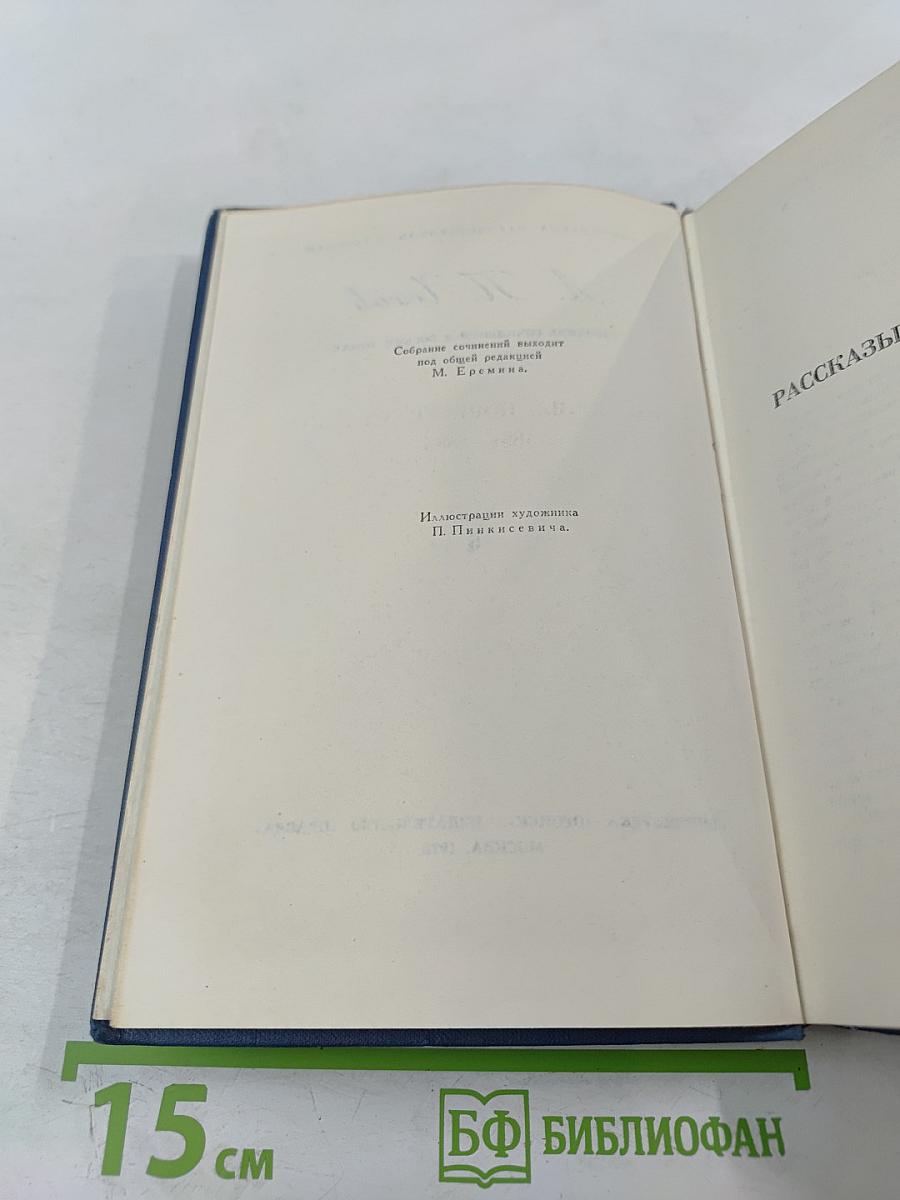 Собрание сочинений выходит
под общей редакцией
М. Еремина.
Иллюстрации художника
П. Пинкисевича.
РАССКАЗЫ
15 см
БФ БИБЛИОФАН